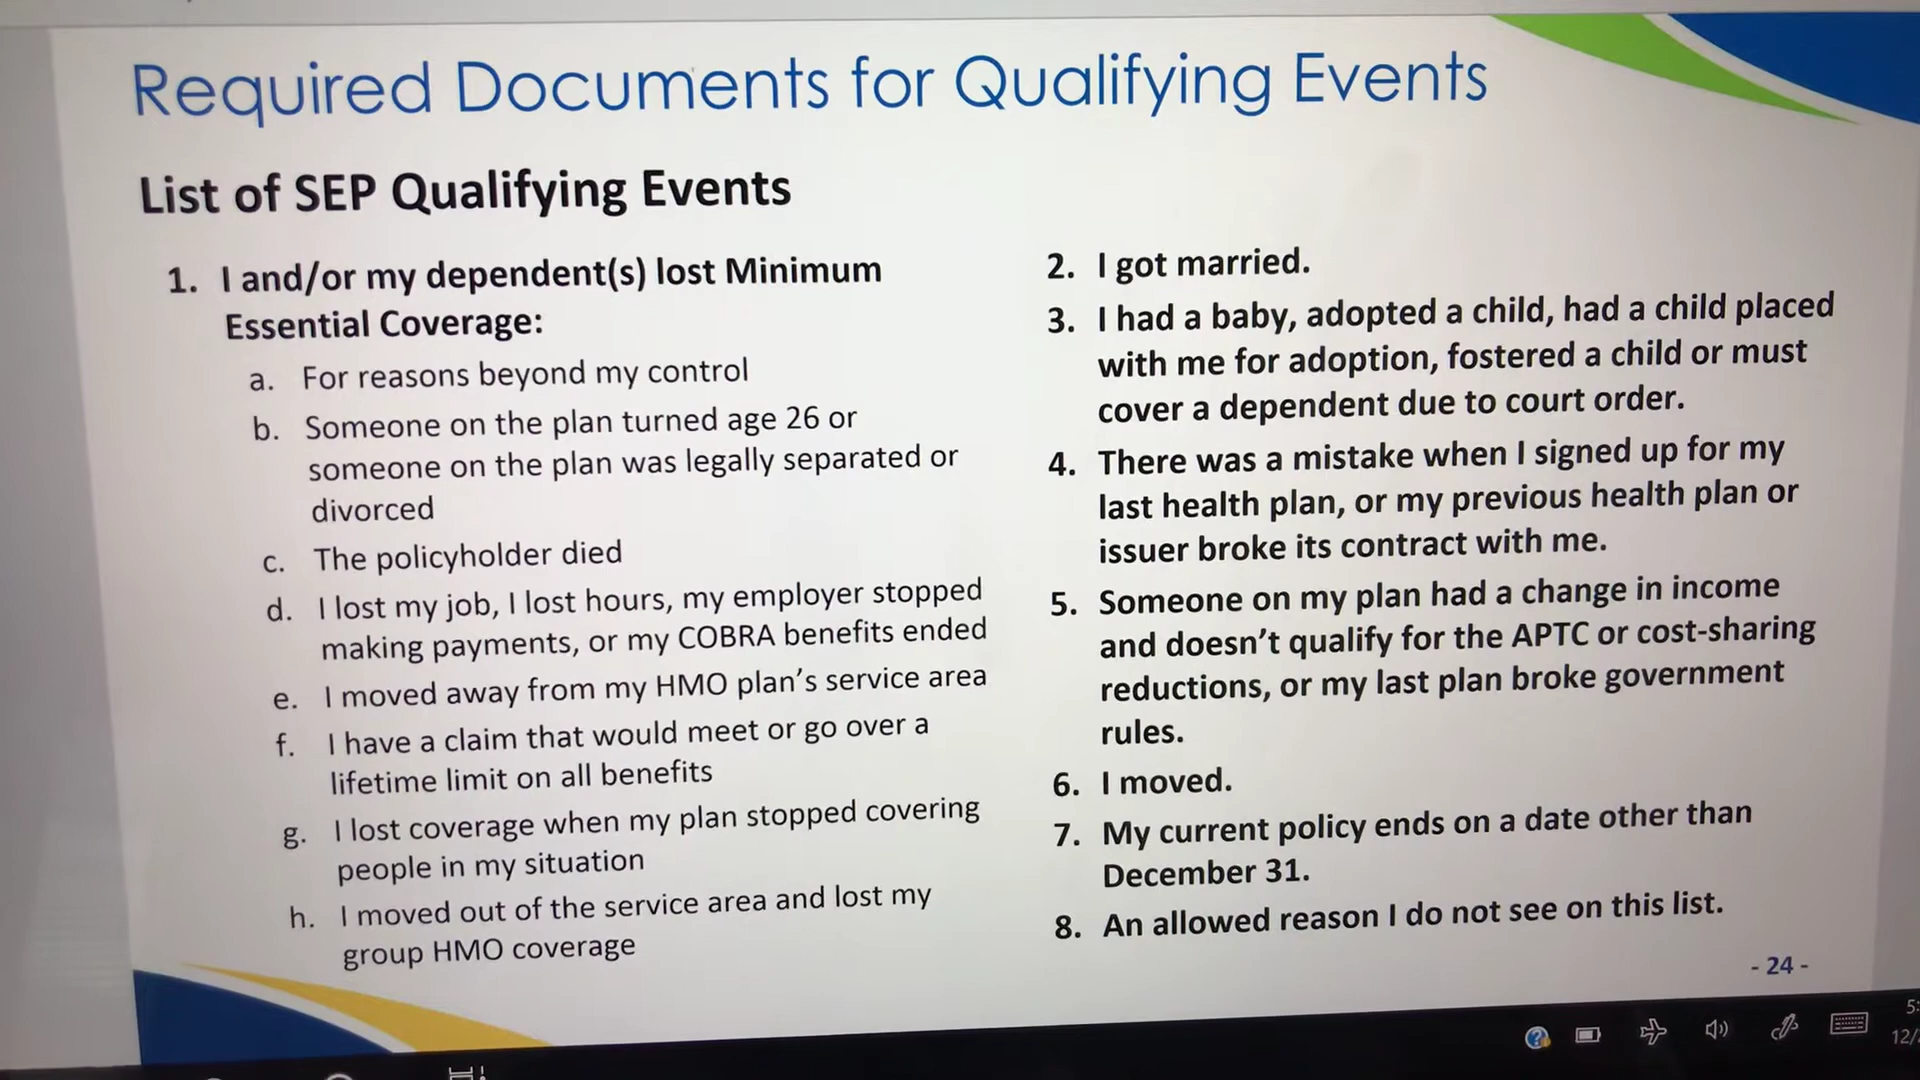 Required Documents for Qualifying Events
List of SEP Qualifying Events
1. I and/or my dependent(s) lost Minimum
Essential Coverage:
a. For reasons beyond my control
b. Someone on the plan turned age 26 or
someone on the plan was legally separated or
divorced
c. The policyholder died
d. I lost my job, I lost hours, my employer stopped
making payments, or my COBRA benefits ended
e. I moved away from my HMO plan's service area
f. I have a claim that would meet or go over a
lifetime limit on all benefits
g. I lost coverage when my plan stopped covering
people in my situation
h. I moved out of the service area and lost my
group HMO coverage
2. I got married.
3. I had a baby, adopted a child, had a child placed
with me for adoption, fostered a child or must
cover a dependent due to court order.
4. There was a mistake when I signed up for my
last health plan, or my previous health plan or
issuer broke its contract with me.
5. Someone on my plan had a change in income
and doesn't qualify for the APTC or cost-sharing
reductions, or my last plan broke government
rules.
6. I moved.
7. My current policy ends on a date other than
December 31.
8. An allowed reason I do not see on this list.
- 24 -
5:
12/